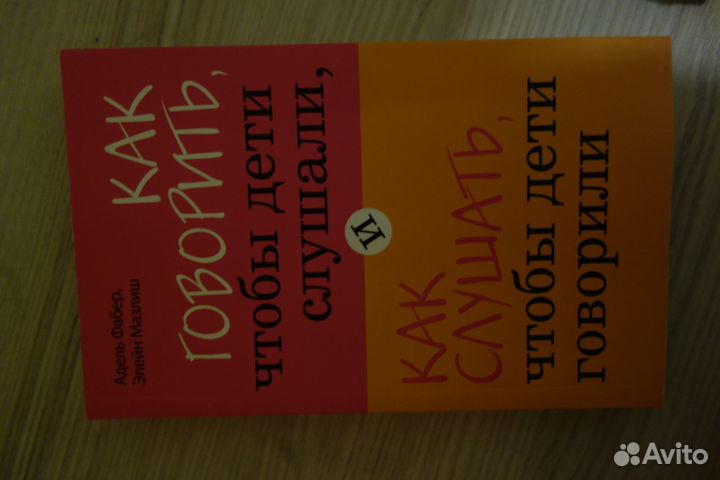 Адель Фабер,
Элейн Мазлиш
КАК
ГОВОРИТЬ,
чтобы дети
слушали,
и
КАК
СЛУШАТЬ,
чтобы дети
говорили
Avito